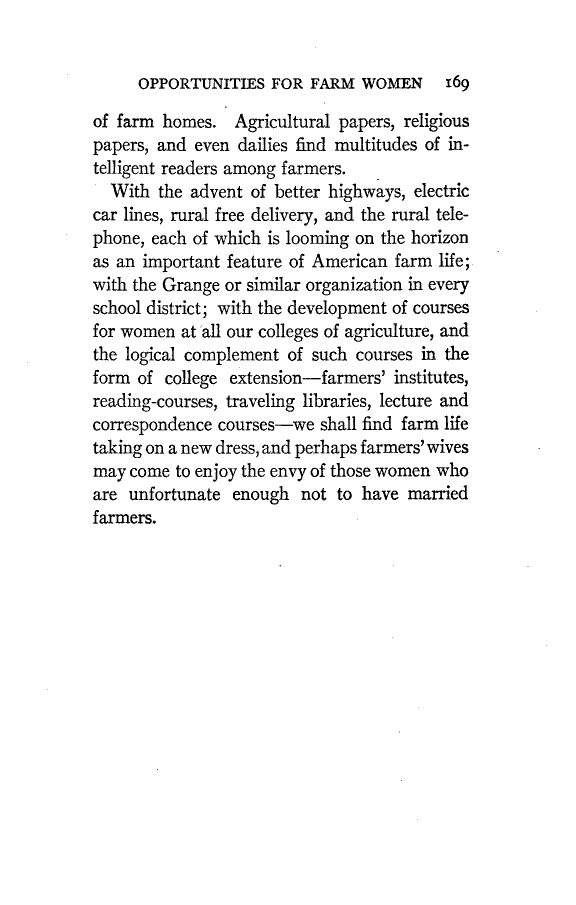 OPPORTUNITIES FOR FARM WOMEN 169
of farm homes. Agricultural papers, religious
papers, and even dailies find multitudes of in-
telligent readers among farmers.
With the advent of better highways, electric
car lines, rural free delivery, and the rural tele-
phone, each of which is looming on the horizon
as an important feature of American farm life;
with the Grange or similar organization in every
school district; with the development of courses
for women at all our colleges of agriculture, and
the logical complement of such courses in the
form of college extension—farmers' institutes,
reading-courses, traveling libraries, lecture and
correspondence courses—we shall find farm life
taking on a new dress, and perhaps farmers' wives
may come to enjoy the envy of those women who
are unfortunate enough not to have married
farmers.